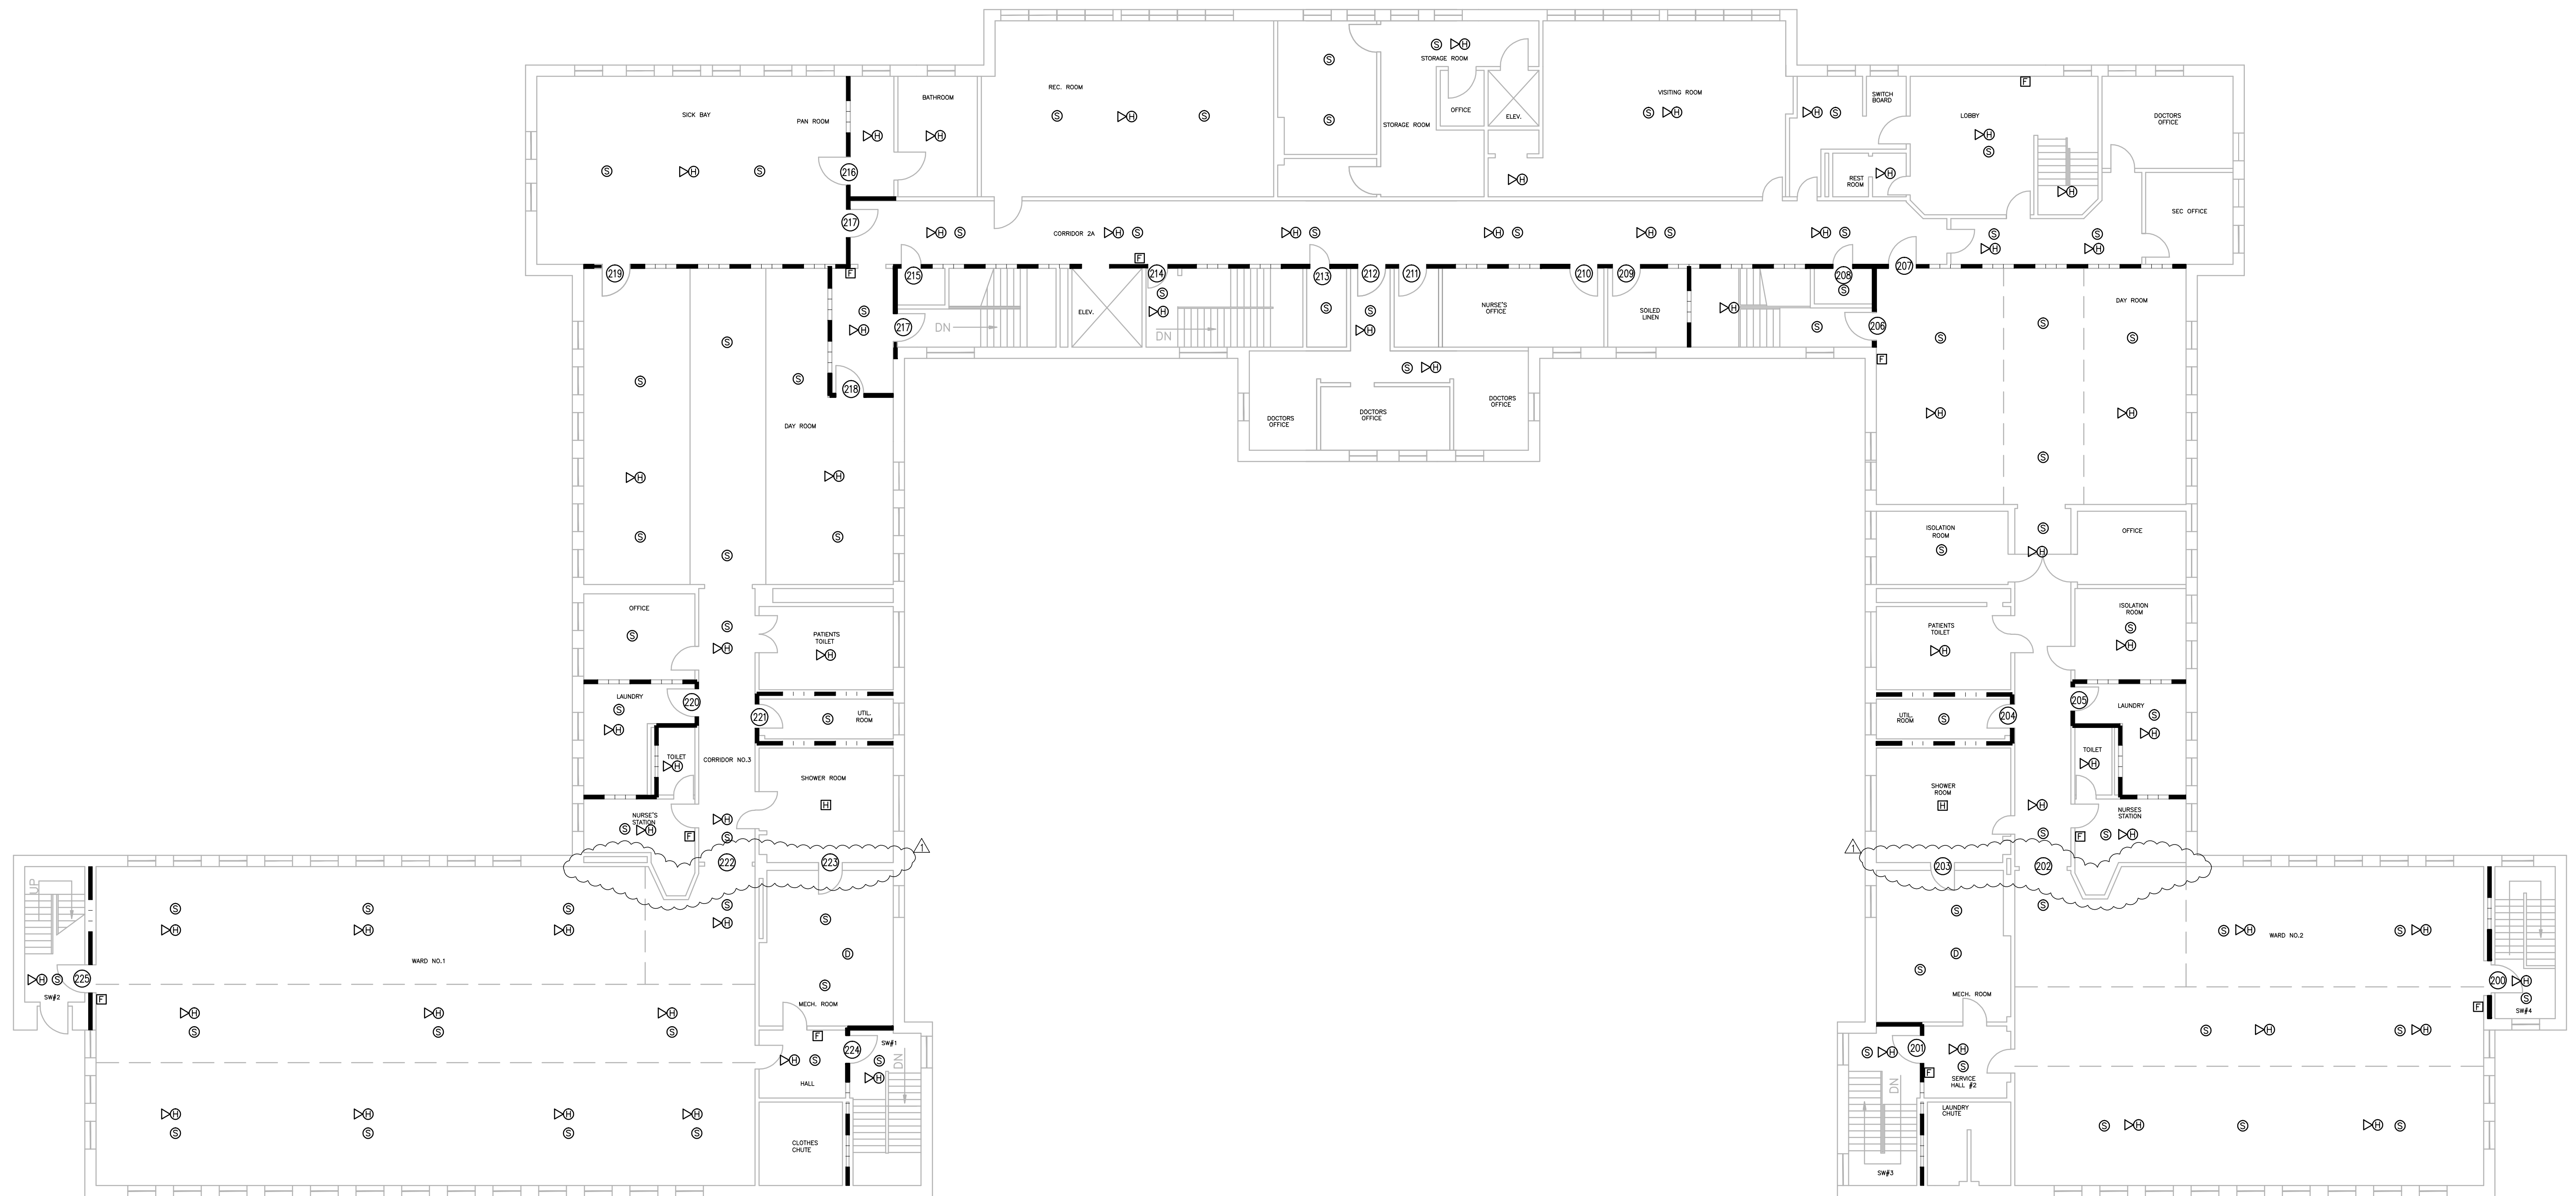 S
H
STORAGE ROOM
S
SWITCH
BOARD
F
REC. ROOM
VISITING ROOM
BATHROOM
SICK BAY
PAN ROOM
STORAGE ROOM
OFFICE
ELEV.
LOBBY
DOCTORS
OFFICE
S
H
S
S
S
H
H
S
H
H
H
S
H
S
S
H
S
216
H
REST
ROOM
H
H
SEC OFFICE
217
H
S
CORRIDOR 2A
H
S
H
S
H
S
H
S
H
S
S
H
S
H
219
F
215
F
214
213
212
211
210
209
208
207
S
H
217
DN
ELEV.
S
H
DN
S
S
H
NURSE'S
OFFICE
SOILED
LINEN
H
S
S
206
F
DAY ROOM
S
S
S
S
S
S
218
S
H
DOCTORS
OFFICE
DOCTORS
OFFICE
DOCTORS
OFFICE
H
H
DAY ROOM
H
H
S
S
S
S
ISOLATION
ROOM
S
S
H
OFFICE
OFFICE
S
S
H
PATIENTS
TOILET
H
PATIENTS
TOILET
H
ISOLATION
ROOM
S
H
LAUNDRY
S
H
220
221
S
UTIL.
ROOM
UTIL.
ROOM
S
204
205
LAUNDRY
S
H
TOILET
H
CORRIDOR NO.3
SHOWER ROOM
H
SHOWER
ROOM
H
TOILET
H
NURSE'S
STATION
S
H
F
H
S
H
S
NURSES
STATION
F
S
H
222
223
1
1
203
202
S
H
S
H
S
H
S
H
WARD NO.1
S
D
S
MECH. ROOM
S
D
S
MECH. ROOM
S
S
H
WARD NO.2
S
H
UP
H
S
225
SW#2
F
H
S
H
S
H
S
F
224
SW#1
H
S
HALL
S
H
DN
S
H
201
H
S
F
SERVICE
HALL #2
DN
S
H
S
H
200
H
S
F
SW#4
H
S
H
S
H
S
H
S
CLOTHES
CHUTE
LAUNDRY
CHUTE
SW#3
S
H
S
H
S